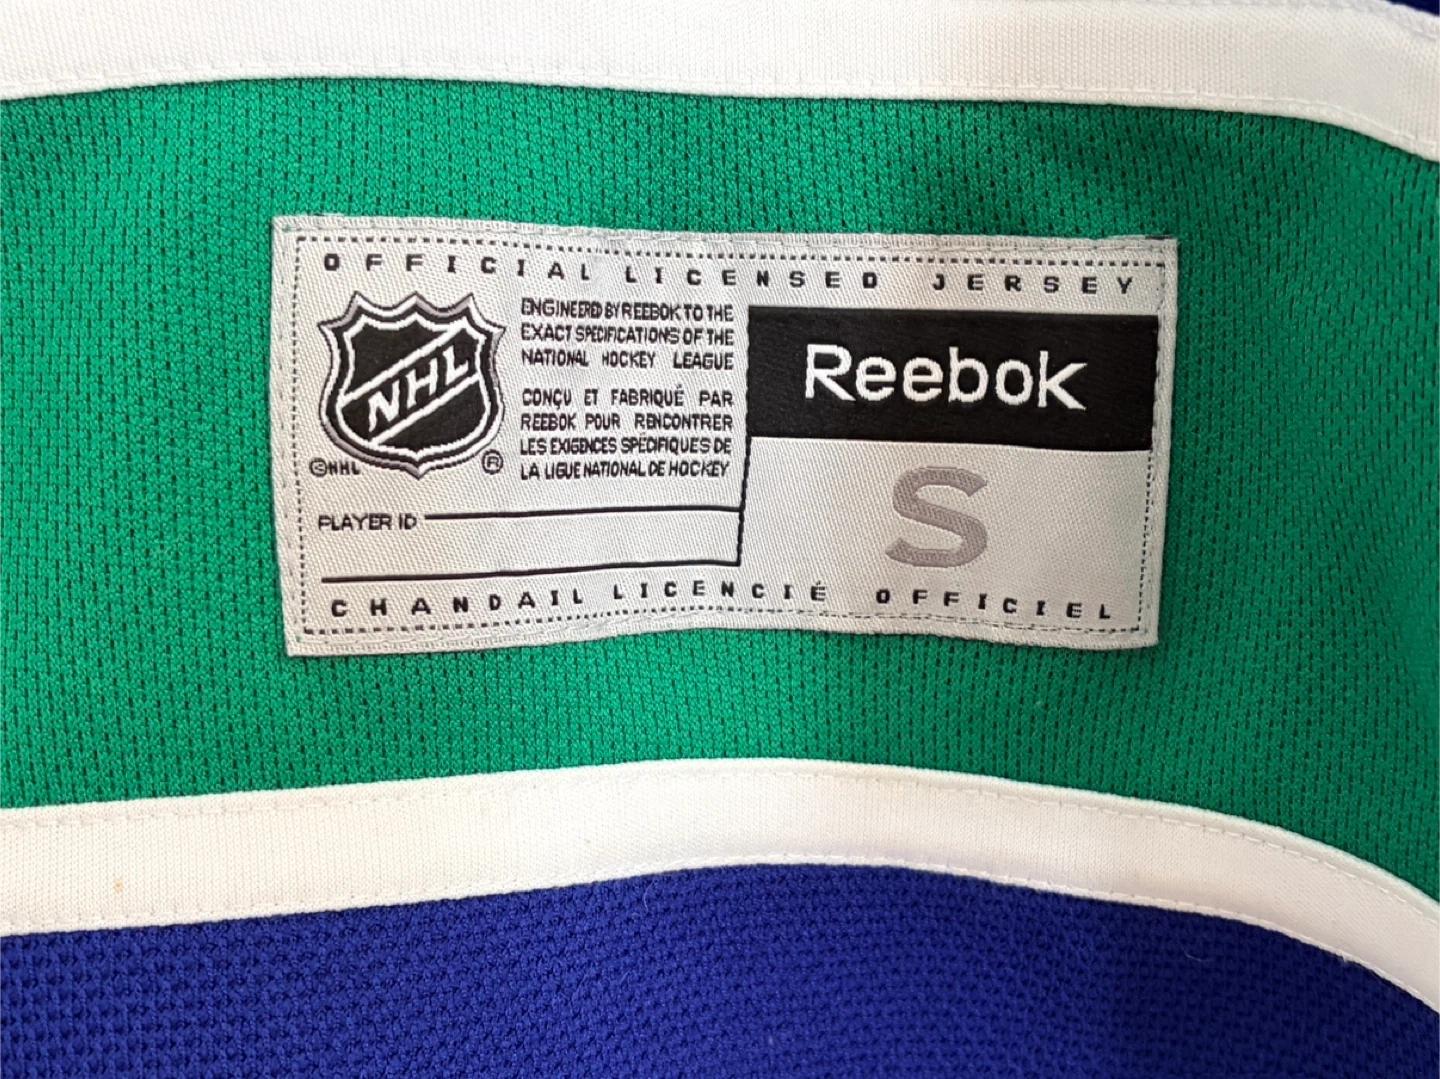 OFFICIAL LICENSED JERSEY
NHL
©NHL ®
ENGINEERED BY REEBOK TO THE
EXACT SPECIFICATIONS OF THE
NATIONAL HOCKEY LEAGUE
CONÇU ET FABRIQUÉ PAR
REEBOK POUR RENCONTRER
LES EXIGENCES SPÉCIFIQUES DE
LA LIGUE NATIONAL DE HOCKEY
PLAYER ID
Reebok
S
CHANDAIL LICENCIÉ OFFICIEL